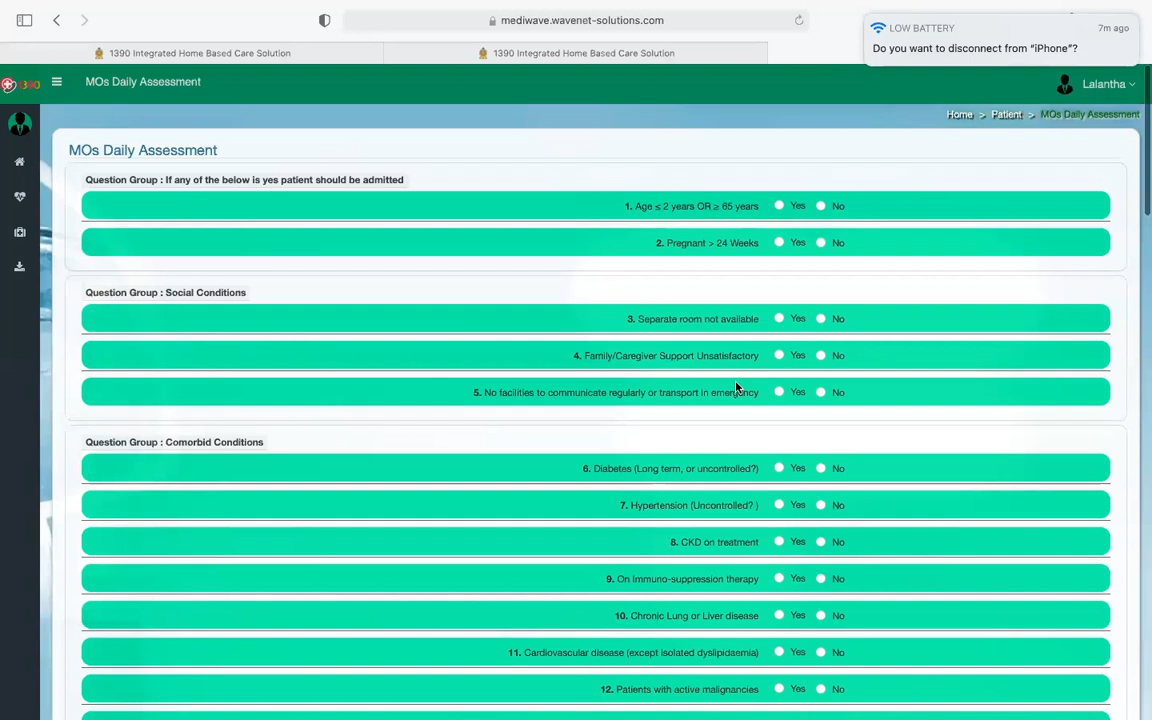 mediwave.wavenet-solutions.com
LOW BATTERY 7m ago
Do you want to disconnect from “iPhone”?
1390 Integrated Home Based Care Solution
1390 Integrated Home Based Care Solution
1390
MOs Daily Assessment
Lalantha
Home > Patient > MOs Daily Assessment
MOs Daily Assessment
Question Group : If any of the below is yes patient should be admitted
1. Age ≤ 2 years OR ≥ 65 years Yes No
2. Pregnant > 24 Weeks Yes No
Question Group : Social Conditions
3. Separate room not available Yes No
4. Family/Caregiver Support Unsatisfactory Yes No
5. No facilities to communicate regularly or transport in emergency Yes No
Question Group : Comorbid Conditions
6. Diabetes (Long term, or uncontrolled?) Yes No
7. Hypertension (Uncontrolled? ) Yes No
8. CKD on treatment Yes No
9. On Immuno-suppression therapy Yes No
10. Chronic Lung or Liver disease Yes No
11. Cardiovascular disease (except isolated dyslipidaemia) Yes No
12. Patients with active malignancies Yes No